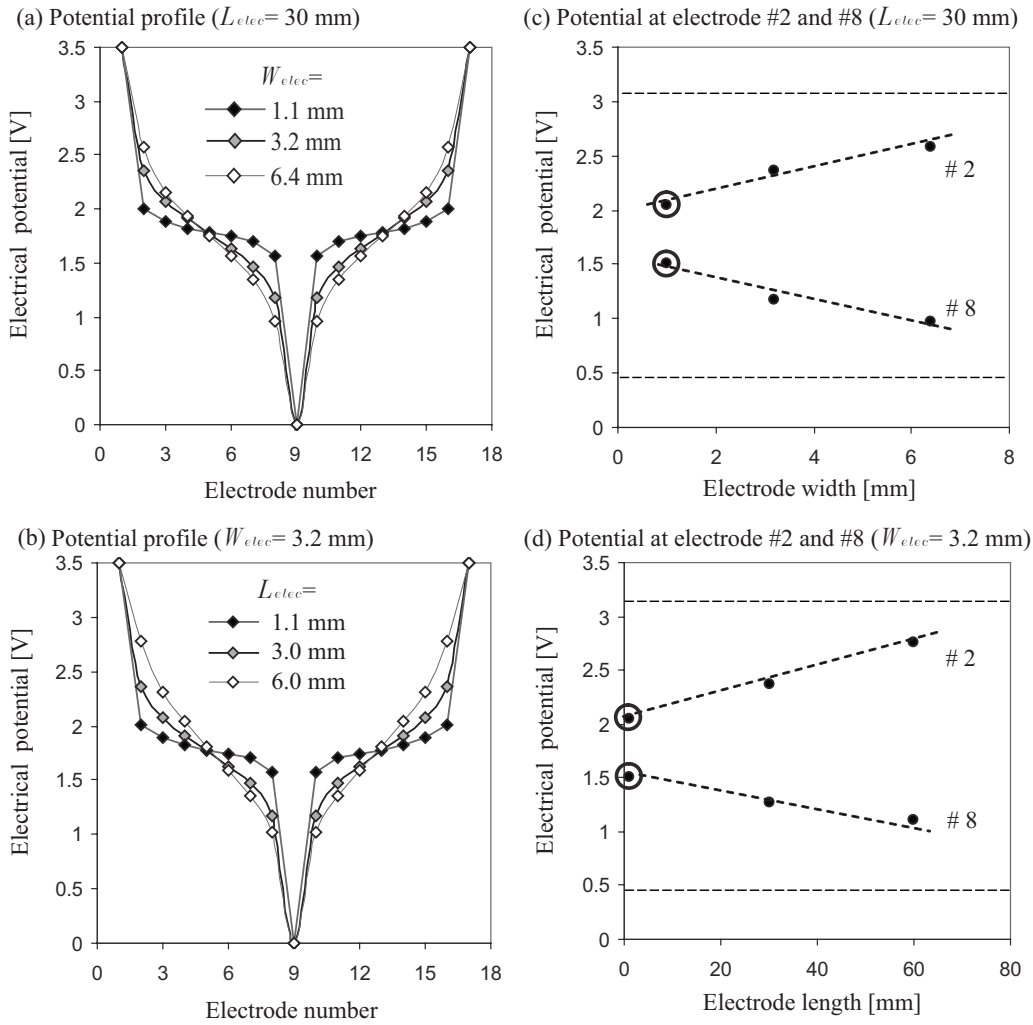 (a) Potential profile (L_elec= 30 mm)
3.5
3
2.5
2
1.5
1
0.5
0
Electrical potential [V]
W_elec=
1.1 mm
3.2 mm
6.4 mm
0 3 6 9 12 15 18
Electrode number
(c) Potential at electrode #2 and #8 (L_elec= 30 mm)
3.5
3
2.5
2
1.5
1
0.5
0
Electrical potential [V]
# 2
# 8
0 2 4 6 8
Electrode width [mm]
(b) Potential profile (W_elec= 3.2 mm)
3.5
3
2.5
2
1.5
1
0.5
0
Electrical potential [V]
L_elec=
1.1 mm
3.0 mm
6.0 mm
0 3 6 9 12 15 18
Electrode number
(d) Potential at electrode #2 and #8 (W_elec= 3.2 mm)
3.5
3
2.5
2
1.5
1
0.5
0
Electrical potential [V]
# 2
# 8
0 20 40 60 80
Electrode length [mm]